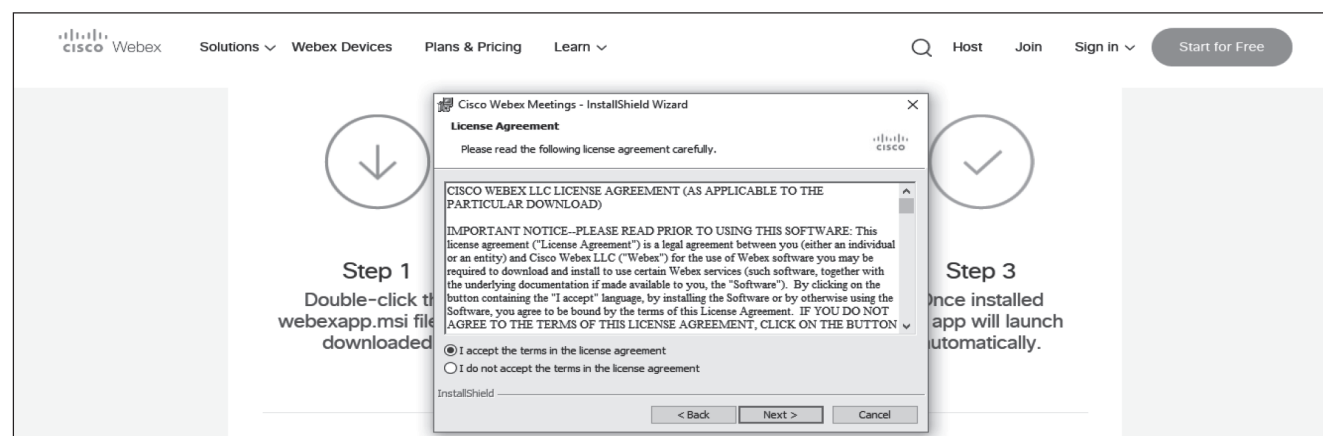 cisco Webex Solutions Webex Devices Plans & Pricing Learn Host Join Sign in Start for Free
Cisco Webex Meetings - InstallShield Wizard
License Agreement
Please read the following license agreement carefully.
cisco
CISCO WEBEX LLC LICENSE AGREEMENT (AS APPLICABLE TO THE
PARTICULAR DOWNLOAD)
IMPORTANT NOTICE--PLEASE READ PRIOR TO USING THIS SOFTWARE: This
license agreement ("License Agreement") is a legal agreement between you (either an individual
or an entity) and Cisco Webex LLC ("Webex") for the use of Webex software you may be
required to download and install to use certain Webex services (such software, together with
the underlying documentation if made available to you, the "Software"). By clicking on the
button containing the "I accept" language, by installing the Software or by otherwise using the
Software, you agree to be bound by the terms of this License Agreement. IF YOU DO NOT
AGREE TO THE TERMS OF THIS LICENSE AGREEMENT, CLICK ON THE BUTTON
I accept the terms in the license agreement
I do not accept the terms in the license agreement
InstallShield
< Back Next > Cancel
Step 1
Double-click
webexapp.msi
downloaded
Step 3
installed
app will launch